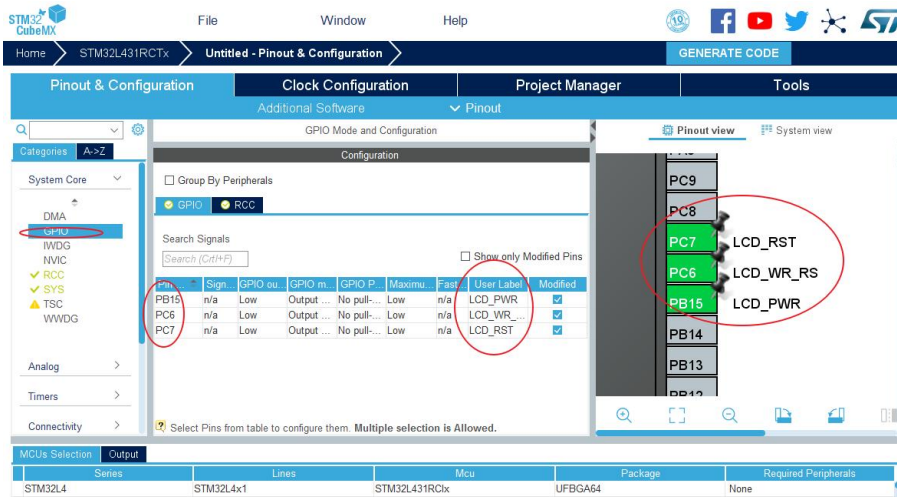 STM32
CubeMX
File
Window
Help
10
Home
STM32L431RCTx
Untitled - Pinout & Configuration
GENERATE CODE
Pinout & Configuration
Clock Configuration
Project Manager
Tools
Additional Software
Pinout
GPIO Mode and Configuration
Pinout view
System view
Categories
A->Z
Configuration
System Core
Group By Peripherals
GPIO
RCC
DMA
GPIO
IWDG
NVIC
RCC
SYS
TSC
WWDG
Search Signals
Search (Crtl+F)
Show only Modified Pins
Pin... Sign... GPIO ou... GPIO m... GPIO P... Maximu... Fast... User Label Modified
PB15 n/a Low Output ... No pull-... Low n/a LCD_PWR
PC6 n/a Low Output ... No pull-... Low n/a LCD_WR_...
PC7 n/a Low Output ... No pull-... Low n/a LCD_RST
Analog
Timers
Connectivity
Select Pins from table to configure them. Multiple selection is Allowed.
PC9
PC8
PC7 LCD_RST
PC6 LCD_WR_RS
PB15 LCD_PWR
PB14
PB13
MCUs Selection
Output
Series Lines Mcu Package Required Peripherals
STM32L4 STM32L4x1 STM32L431RCIx UFBGA64 None